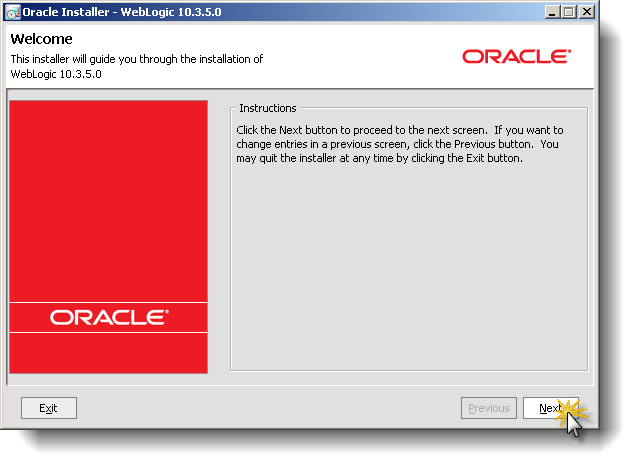 Oracle Installer - WebLogic 10.3.5.0
Welcome
This installer will guide you through the installation of
WebLogic 10.3.5.0
ORACLE®
Instructions
Click the Next button to proceed to the next screen.  If you want to
change entries in a previous screen, click the Previous button.  You
may quit the installer at any time by clicking the Exit button.
ORACLE®
Exit
Previous
Next